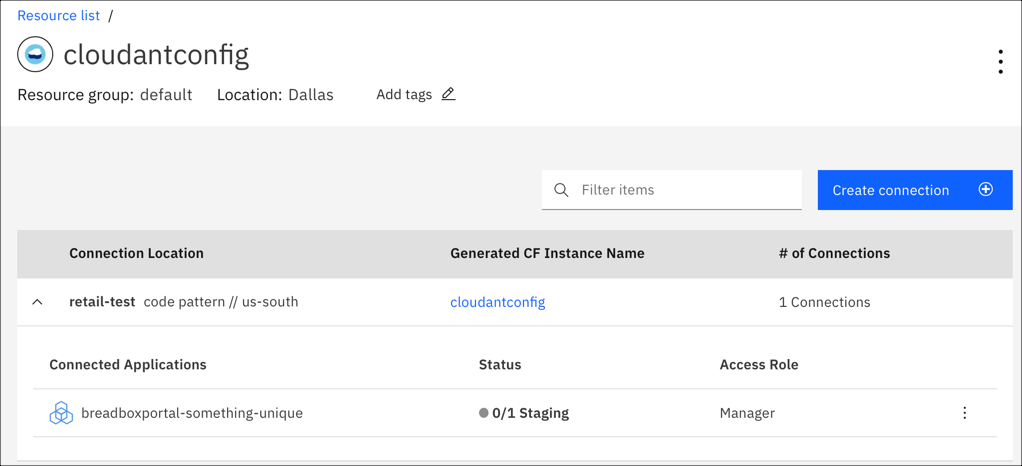 Resource list /
cloudantconfig
Resource group: default Location: Dallas Add tags
Filter items Create connection
Connection Location Generated CF Instance Name # of Connections
retail-test code pattern // us-south cloudantconfig 1 Connections
Connected Applications Status Access Role
breadboxportal-something-unique 0/1 Staging Manager